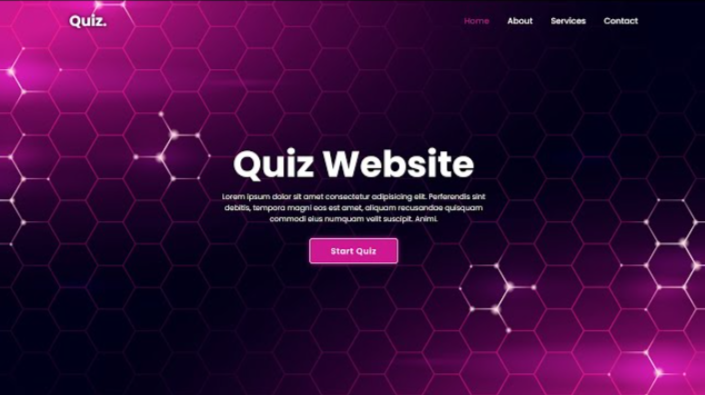 Quiz.
Home About Services Contact
Quiz Website
Lorem ipsum dolor sit amet consectetur adipisicing elit. Perferendis sint
debitis, tempora magni eos est amet, aliquam recusandae quisquam
commodi eius numquam velit suscipit. Animi.
Start Quiz